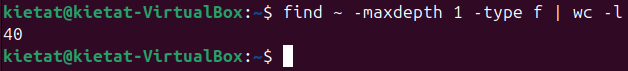 kietat@kietat-VirtualBox:~$ find ~ -maxdepth 1 -type f | wc -l
40
kietat@kietat-VirtualBox:~$